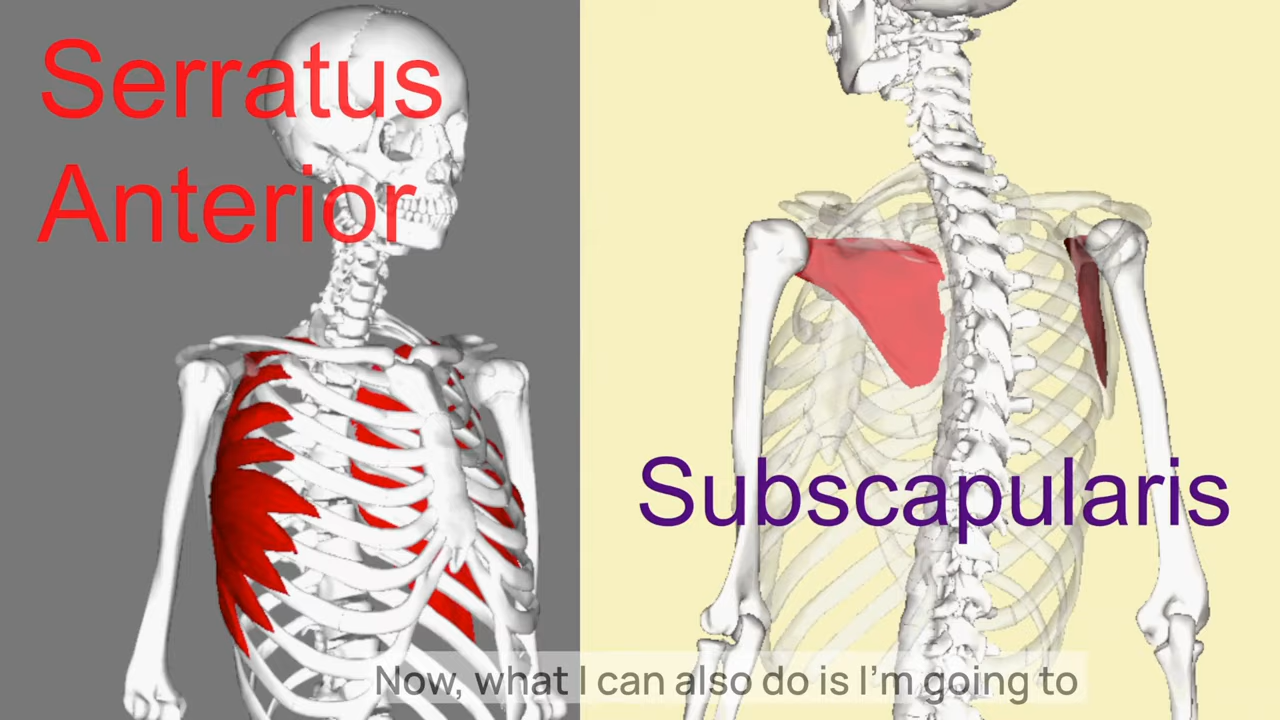 Serratus
Anterior
Subscapularis
Now, what I can also do is I'm going to